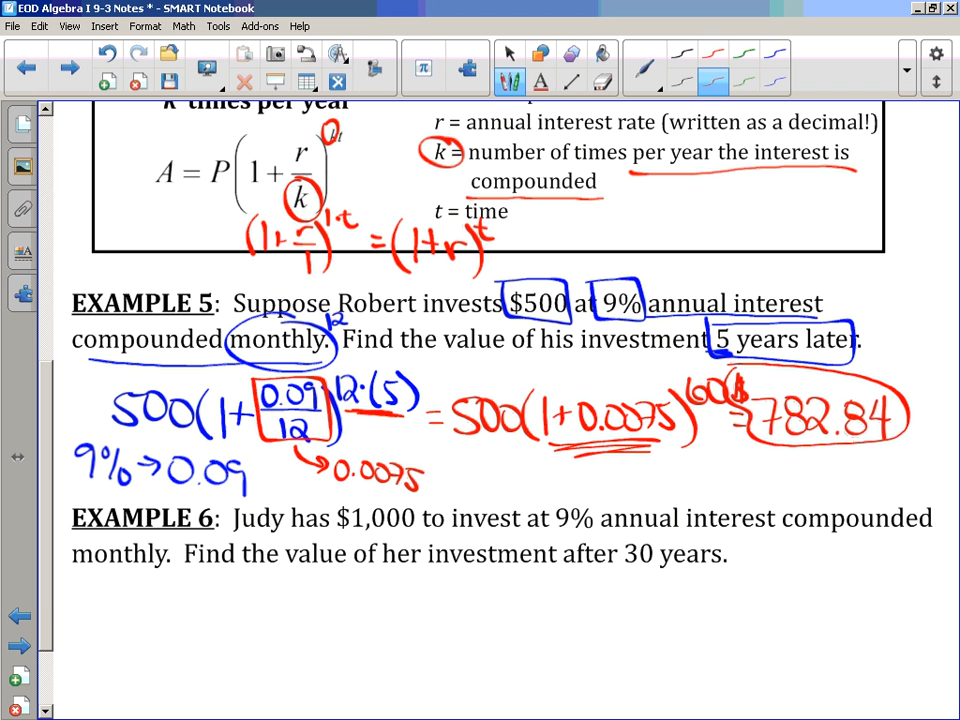 EOD Algebra I 9-3 Notes * - SMART Notebook
File Edit View Insert Format Math Tools Add-ons Help
k times per year
r = annual interest rate (written as a decimal!)
A = P(1 + r/k)^kt
k = number of times per year the interest is
compounded
t = time
(1+r/1)^1·t = (1+r)^t
EXAMPLE 5: Suppose Robert invests $500 at 9% annual interest
12
compounded monthly. Find the value of his investment 5 years later.
500(1+0.09/12)^12·(5) = 500(1+0.0075)^60 = $782.84
9%→0.09
→0.0075
EXAMPLE 6: Judy has $1,000 to invest at 9% annual interest compounded
monthly. Find the value of her investment after 30 years.